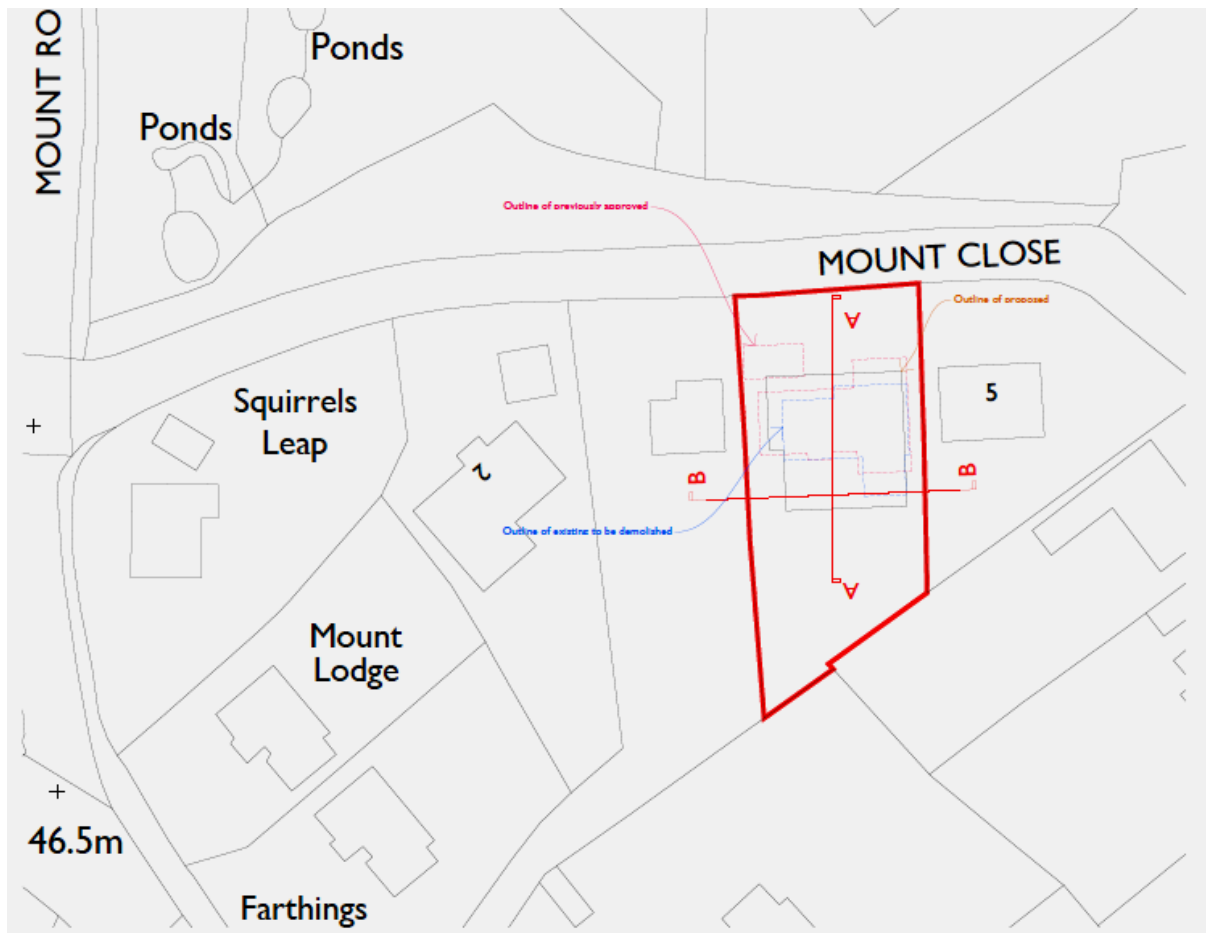 MOUNT RO
Ponds
Ponds
Outline of previously approved
MOUNT CLOSE
Outline of proposed
A
Squirrels
Leap
5
2
B
B
Outline of existing to be demolished
A
Mount
Lodge
46.5m
Farthings